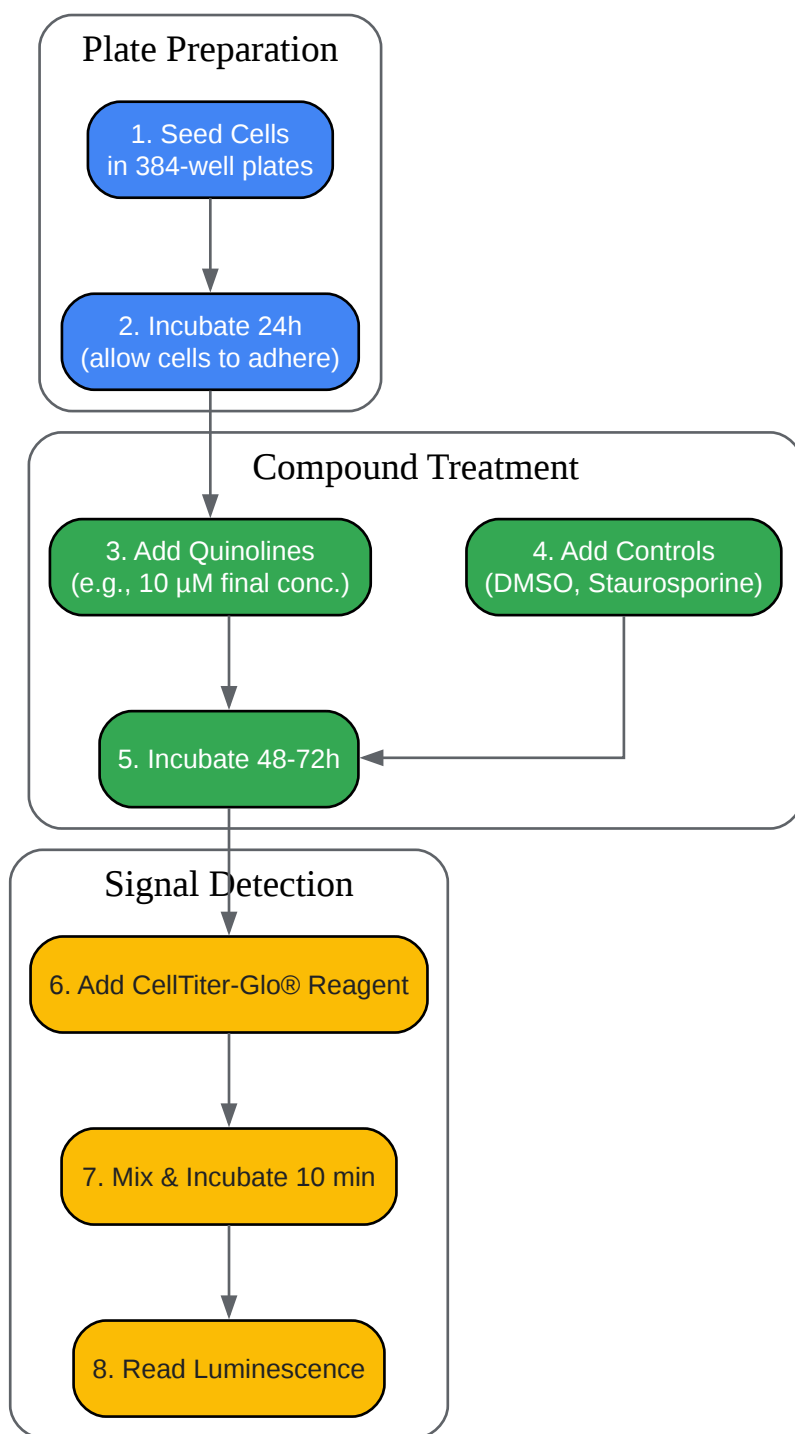 Plate Preparation
1. Seed Cells
in 384-well plates
2. Incubate 24h
(allow cells to adhere)
Compound Treatment
3. Add Quinolines
(e.g., 10 µM final conc.)
4. Add Controls
(DMSO, Staurosporine)
5. Incubate 48-72h
Signal Detection
6. Add CellTiter-Glo® Reagent
7. Mix & Incubate 10 min
8. Read Luminescence